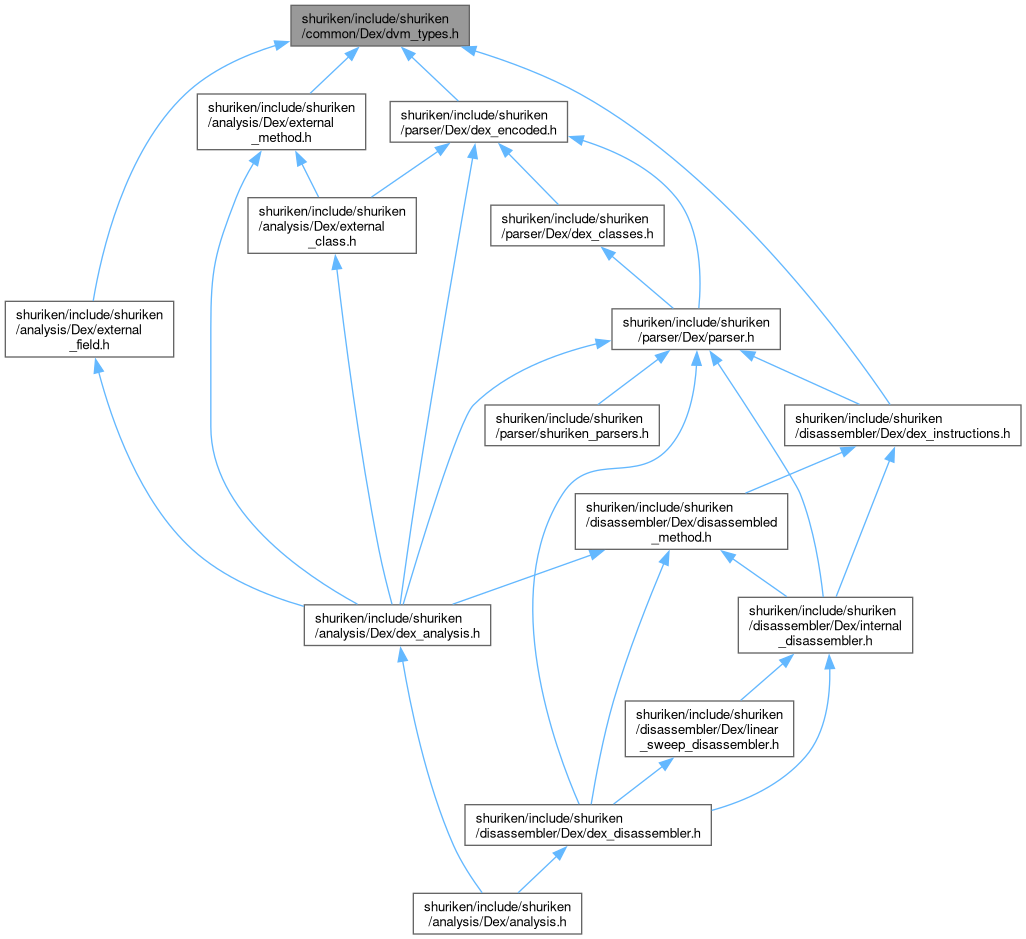 shuriken/include/shuriken
/common/Dex/dvm_types.h
shuriken/include/shuriken
/analysis/Dex/external
_method.h
shuriken/include/shuriken
/parser/Dex/dex_encoded.h
shuriken/include/shuriken
/analysis/Dex/external
_class.h
shuriken/include/shuriken
/parser/Dex/dex_classes.h
shuriken/include/shuriken
/analysis/Dex/external
_field.h
shuriken/include/shuriken
/parser/Dex/parser.h
shuriken/include/shuriken
/parser/shuriken_parsers.h
shuriken/include/shuriken
/disassembler/Dex/dex_instructions.h
shuriken/include/shuriken
/disassembler/Dex/disassembled
_method.h
shuriken/include/shuriken
/analysis/Dex/dex_analysis.h
shuriken/include/shuriken
/disassembler/Dex/internal
_disassembler.h
shuriken/include/shuriken
/disassembler/Dex/linear
_sweep_disassembler.h
shuriken/include/shuriken
/disassembler/Dex/dex_disassembler.h
shuriken/include/shuriken
/analysis/Dex/analysis.h